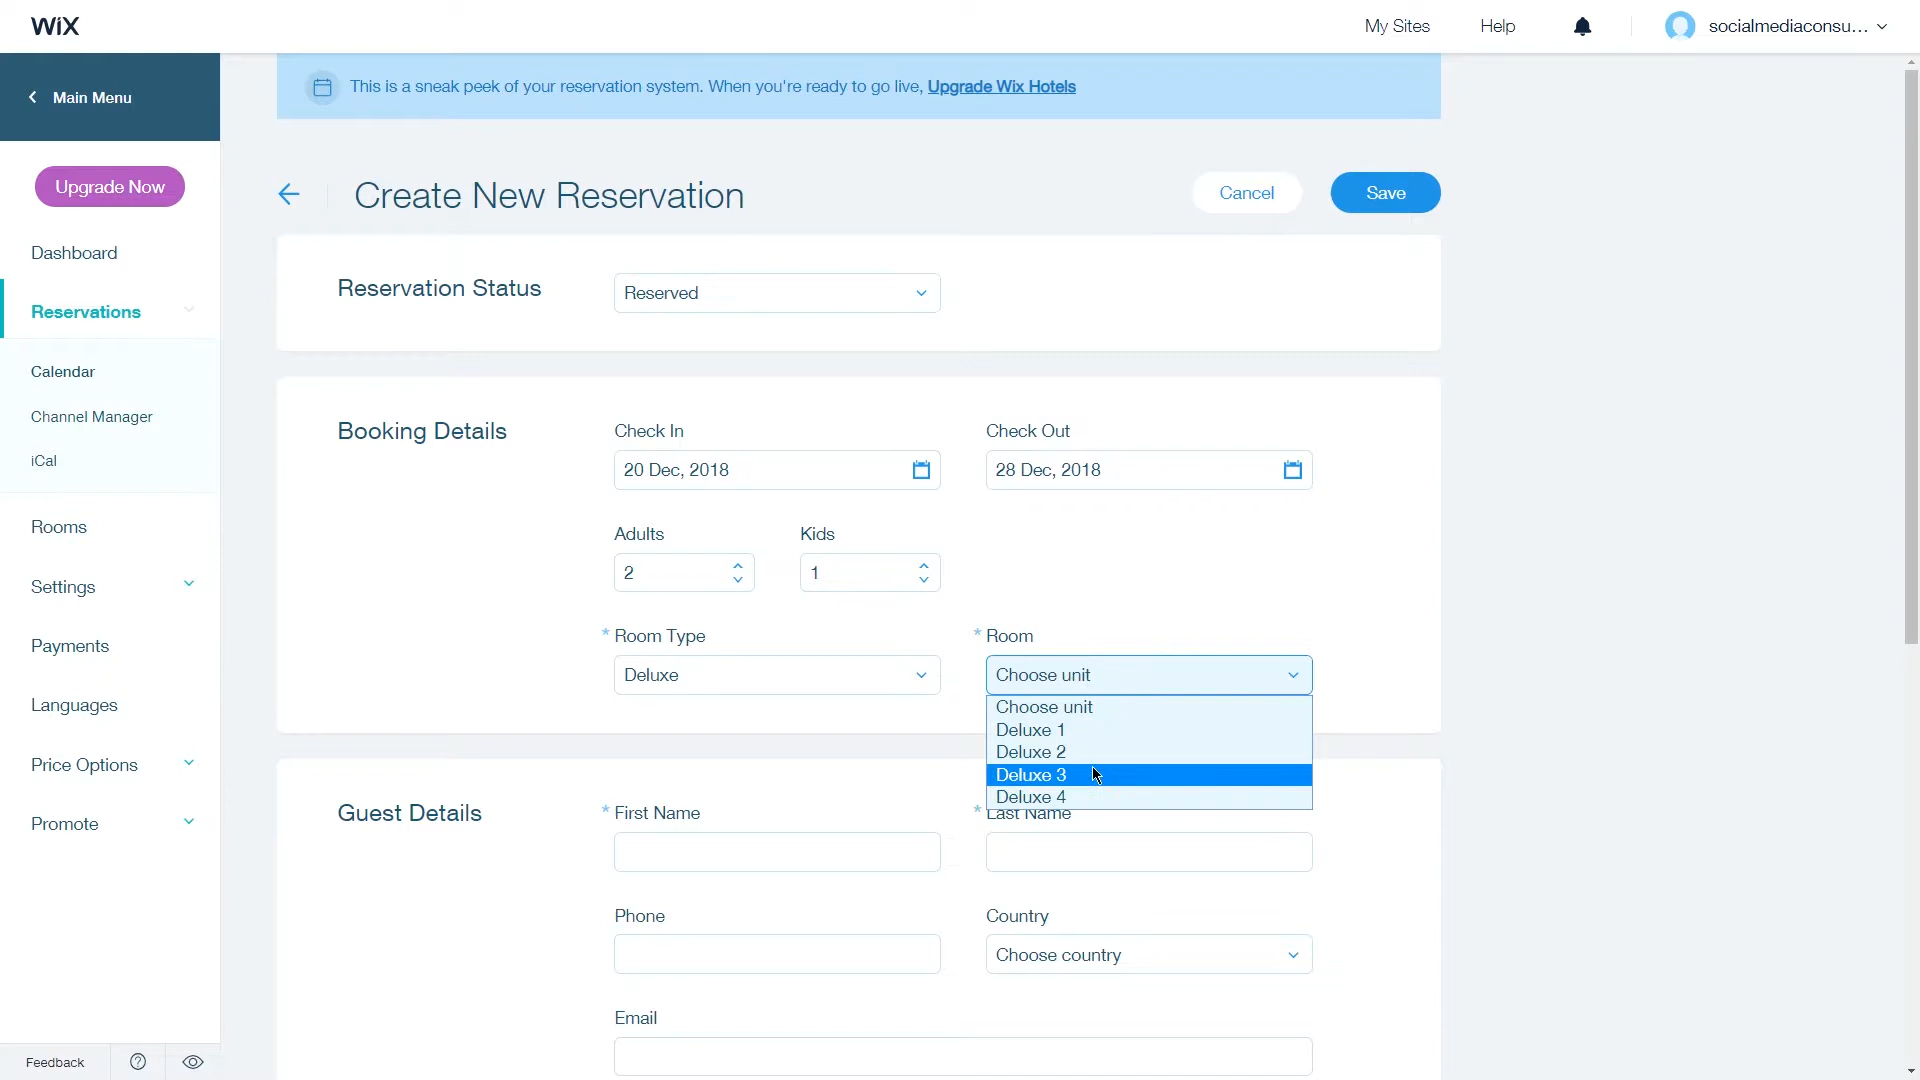 WiX
My Sites
Help
socialmediaconsu...
Main Menu
This is a sneak peek of your reservation system. When you're ready to go live, Upgrade Wix Hotels
Upgrade Now
Create New Reservation
Cancel
Save
Dashboard
Reservations
Calendar
Channel Manager
iCal
Rooms
Settings
Payments
Languages
Price Options
Promote
Reservation Status
Reserved
Booking Details
Check In
Check Out
20 Dec, 2018
28 Dec, 2018
Adults
Kids
2
1
* Room Type
* Room
Deluxe
Choose unit
Choose unit
Deluxe 1
Deluxe 2
Deluxe 3
Deluxe 4
Guest Details
* First Name
* Last Name
Phone
Country
Choose country
Email
Feedback
?